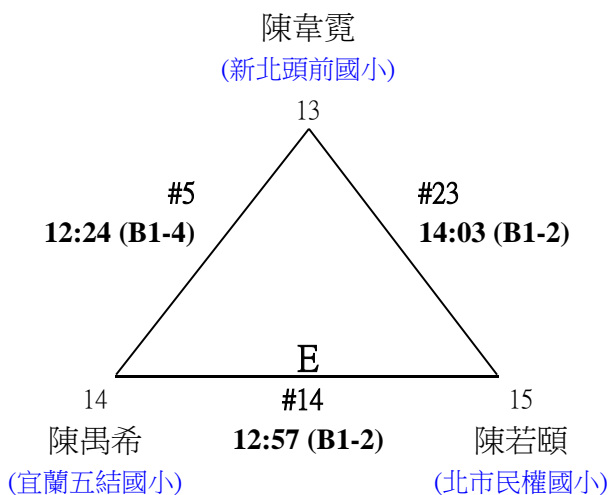 陳韋霓
(新北頭前國小)
13
#5
12:24 (B1-4)
#23
14:03 (B1-2)
E
14
#14
15
陳禺希
12:57 (B1-2)
陳若頤
(宜蘭五結國小)
(北市民權國小)